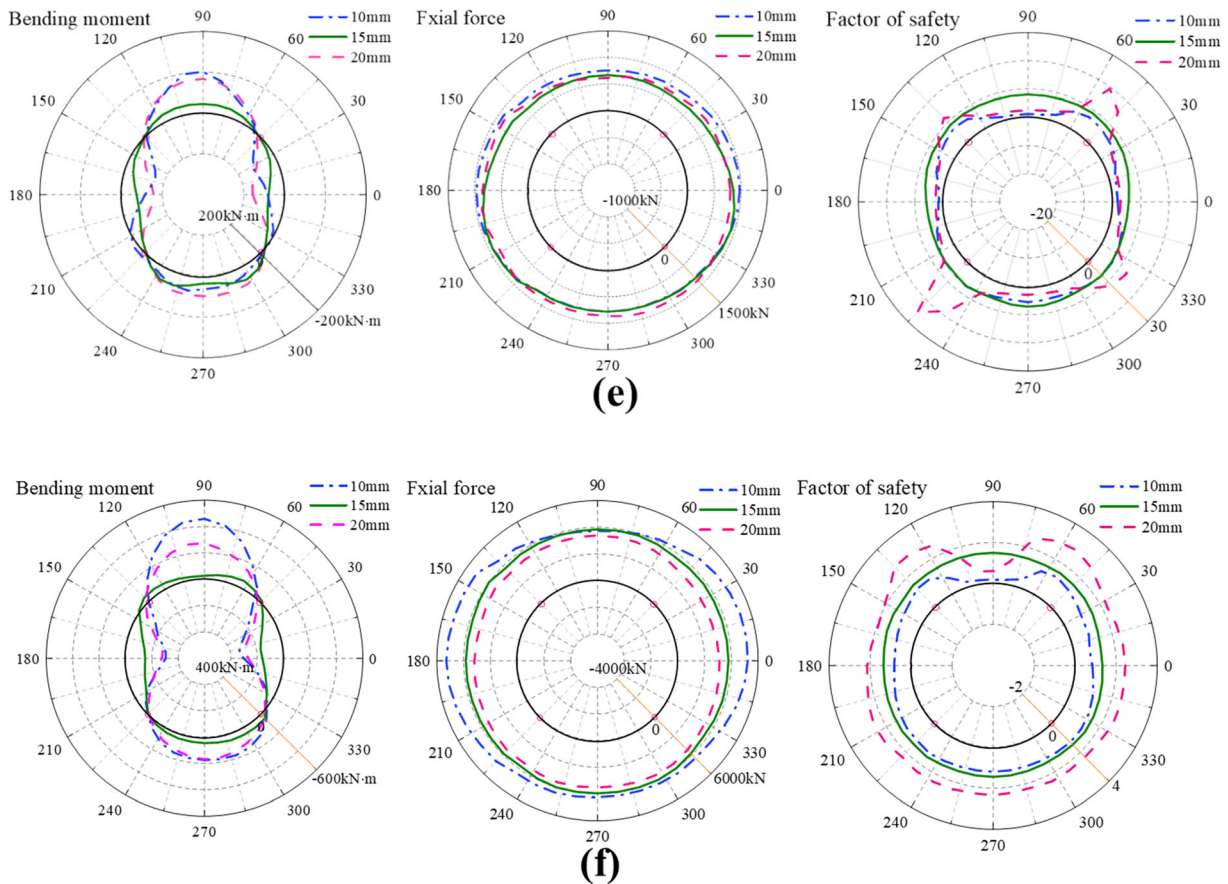 Bending moment
90
10mm
15mm
20mm
120
60
150
30
180
0
200kN·m
210
330
-200kN·m
240
300
270
Fxial force
90
10mm
15mm
20mm
120
60
150
30
180
0
-1000kN
0
210
330
1500kN
240
300
270
Factor of safety
90
10mm
15mm
20mm
120
60
150
30
180
0
-20
0
210
330
30
240
300
270
(e)
Bending moment
90
10mm
15mm
20mm
120
60
150
30
180
0
400kN·m
0
210
330
-600kN·m
240
300
270
Fxial force
90
10mm
15mm
20mm
120
60
150
30
180
0
-4000kN
0
210
330
6000kN
240
300
270
Factor of safety
90
10mm
15mm
20mm
120
60
150
30
180
0
-2
0
210
330
4
240
300
270
(f)